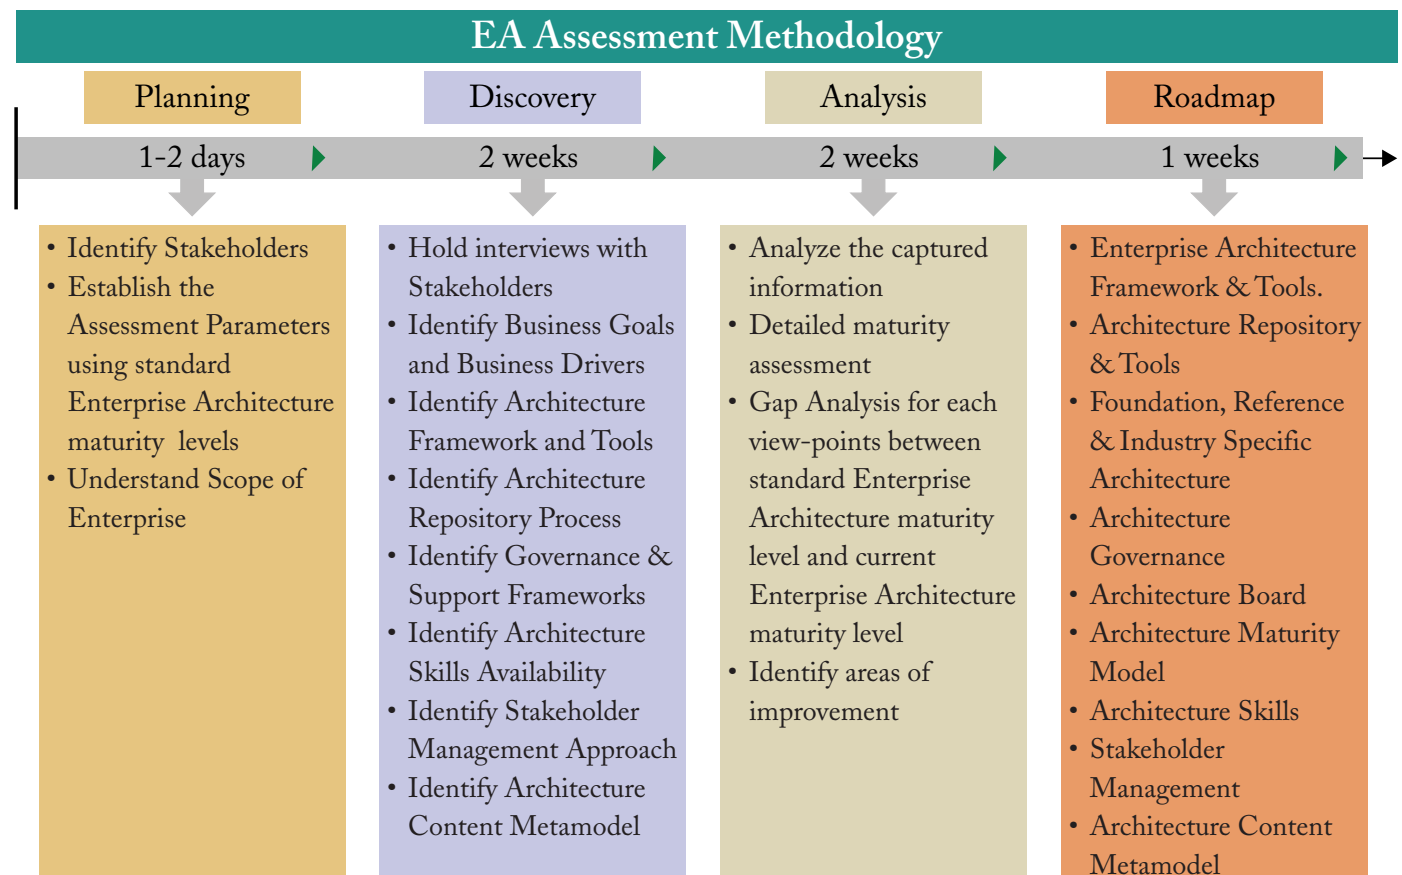 EA Assessment Methodology
Planning
Discovery
Analysis
Roadmap
1-2 days
2 weeks
2 weeks
1 weeks
• Identify Stakeholders
• Establish the
Assessment Parameters
using standard
Enterprise Architecture
maturity levels
• Understand Scope of
Enterprise
• Hold interviews with
Stakeholders
• Identify Business Goals
and Business Drivers
• Identify Architecture
Framework and Tools
• Identify Architecture
Repository Process
• Identify Governance &
Support Frameworks
• Identify Architecture
Skills Availability
• Identify Stakeholder
Management Approach
• Identify Architecture
Content Metamodel
• Analyze the captured
information
• Detailed maturity
assessment
• Gap Analysis for each
view-points between
standard Enterprise
Architecture maturity
level and current
Enterprise Architecture
maturity level
• Identify areas of
improvement
• Enterprise Architecture
Framework & Tools.
• Architecture Repository
& Tools
• Foundation, Reference
& Industry Specific
Architecture
• Architecture
Governance
• Architecture Board
• Architecture Maturity
Model
• Architecture Skills
• Stakeholder
Management
• Architecture Content
Metamodel